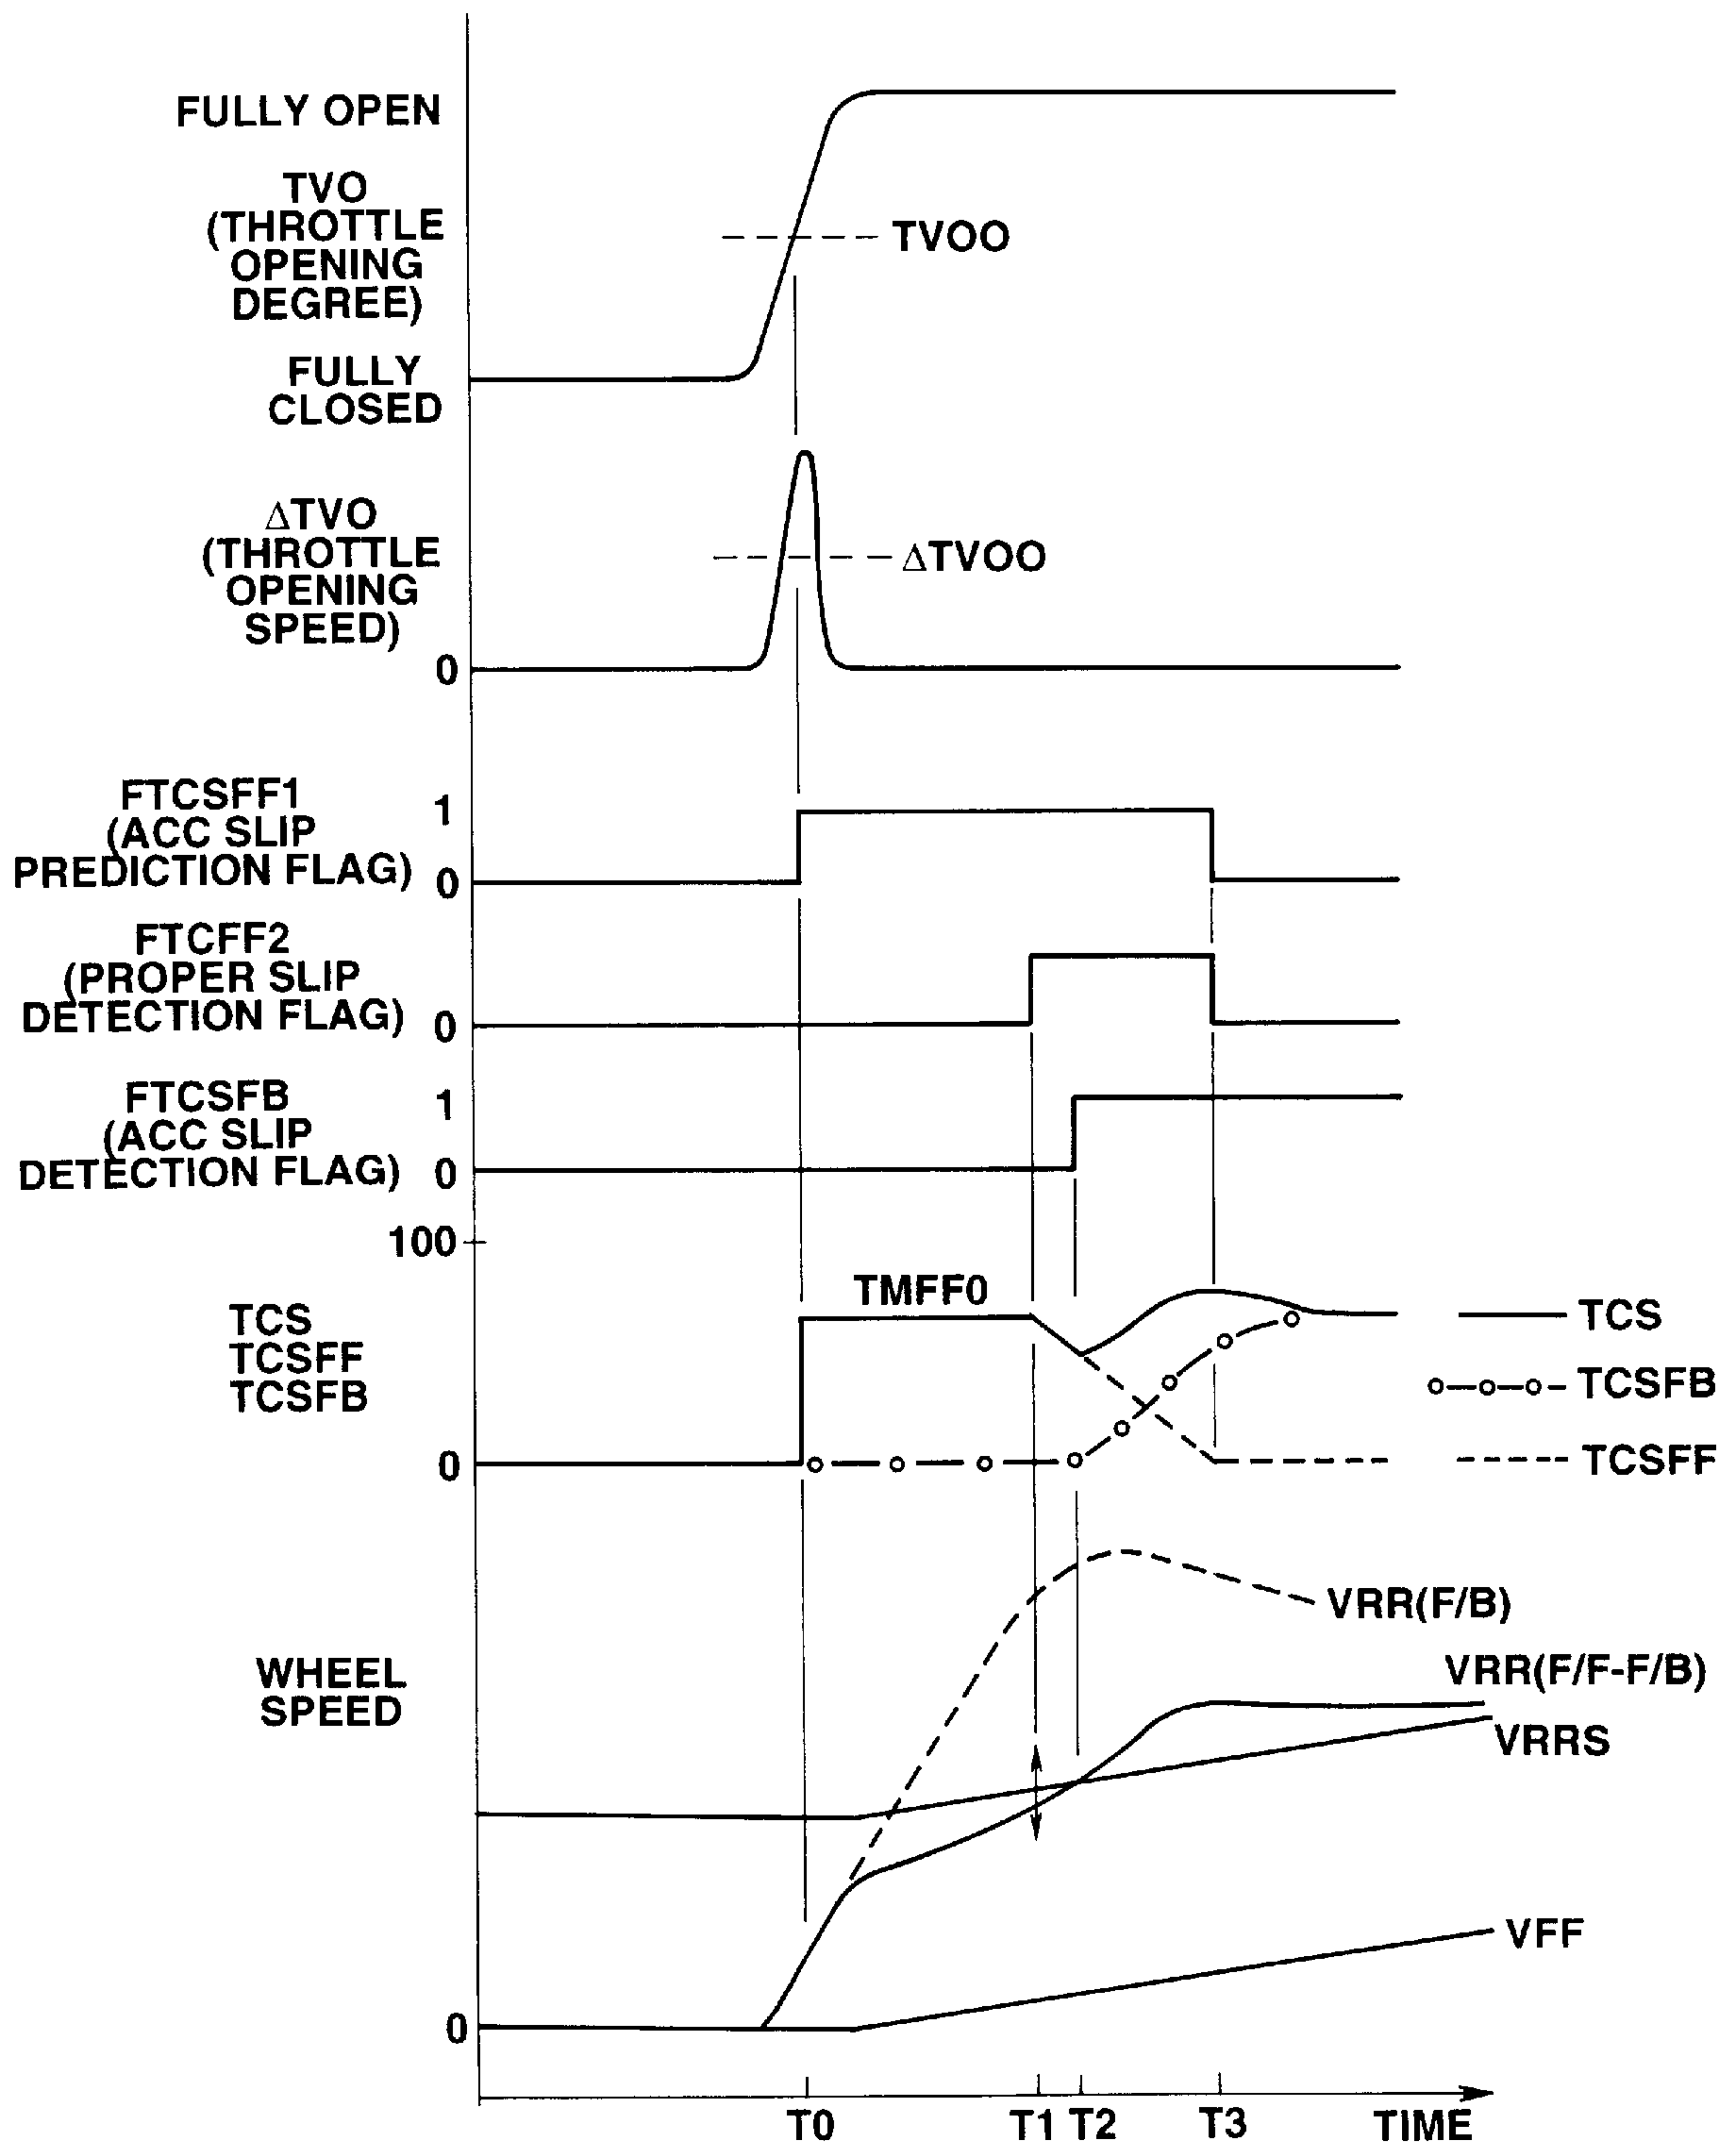 FULLY OPEN
TVO
(THROTTLE
OPENING
DEGREE)
TVOO
FULLY
CLOSED
ΔTVO
(THROTTLE
OPENING
SPEED)
ΔTVOO
0
FTCSFF1
(ACC SLIP
PREDICTION FLAG)
1
0
FTCFF2
(PROPER SLIP
DETECTION FLAG)
0
FTCSFB
(ACC SLIP
DETECTION FLAG)
1
0
100
TMFF0
TCS
TCSFF
TCSFB
0
TCS
TCSFB
TCSFF
VRR(F/B)
WHEEL
SPEED
VRR(F/F-F/B)
VRRS
VFF
0
T0 T1 T2 T3 TIME